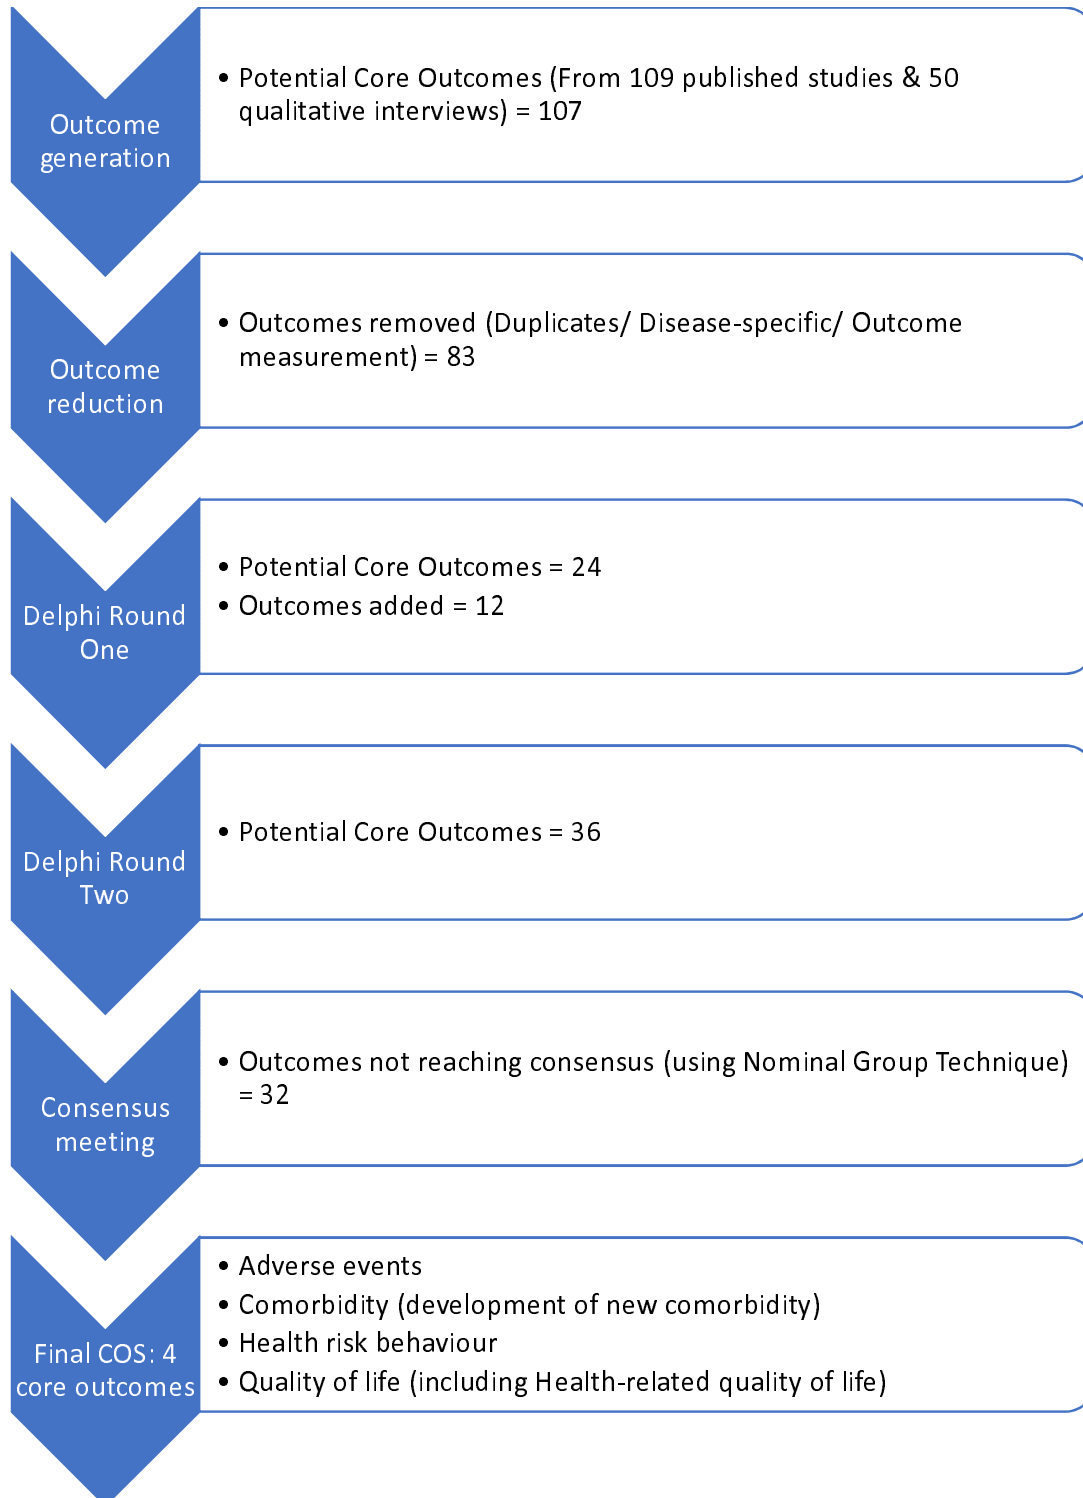 Outcome
generation
• Potential Core Outcomes (From 109 published studies & 50
qualitative interviews) = 107
Outcome
reduction
• Outcomes removed (Duplicates/ Disease-specific/ Outcome
measurement) = 83
Delphi Round
One
• Potential Core Outcomes = 24
• Outcomes added = 12
Delphi Round
Two
• Potential Core Outcomes = 36
Consensus
meeting
• Outcomes not reaching consensus (using Nominal Group Technique)
= 32
Final COS: 4
core outcomes
• Adverse events
• Comorbidity (development of new comorbidity)
• Health risk behaviour
• Quality of life (including Health-related quality of life)